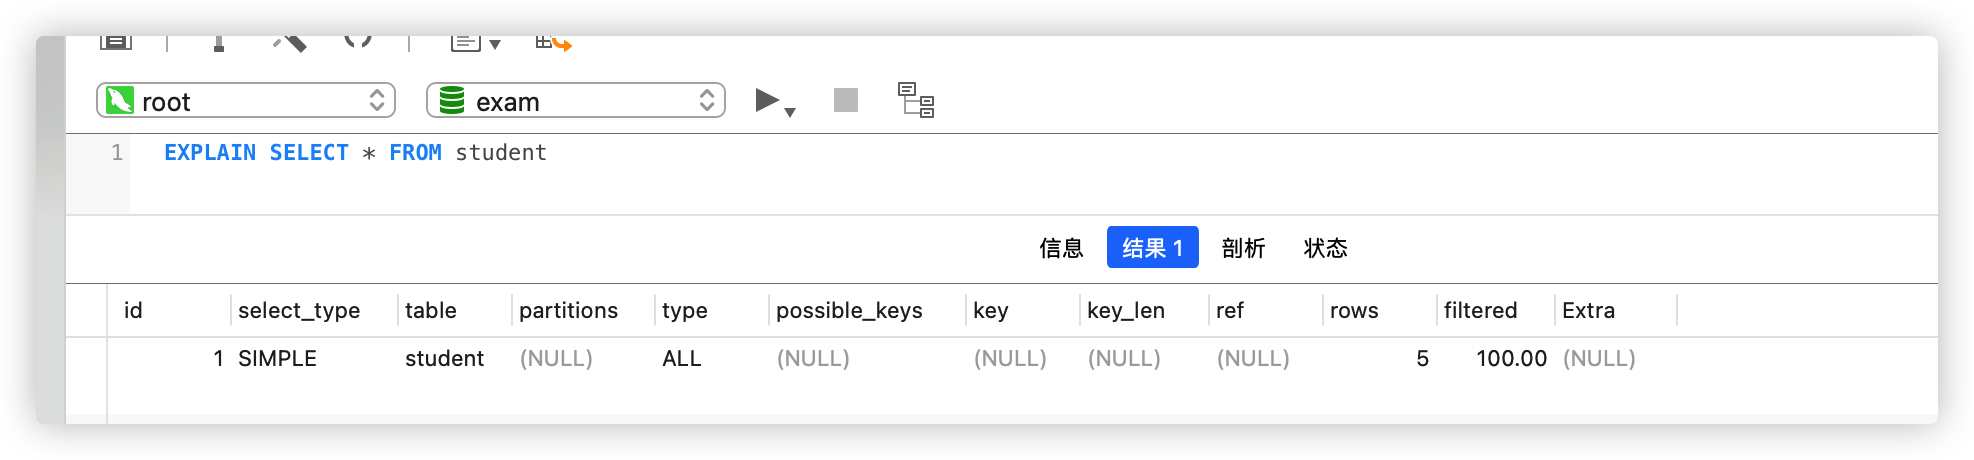 root exam
1 EXPLAIN SELECT * FROM student
信息 结果 1 剖析 状态
id select_type table partitions type possible_keys key key_len ref rows filtered Extra
1 SIMPLE student (NULL) ALL (NULL) (NULL) (NULL) (NULL) 5 100.00 (NULL)